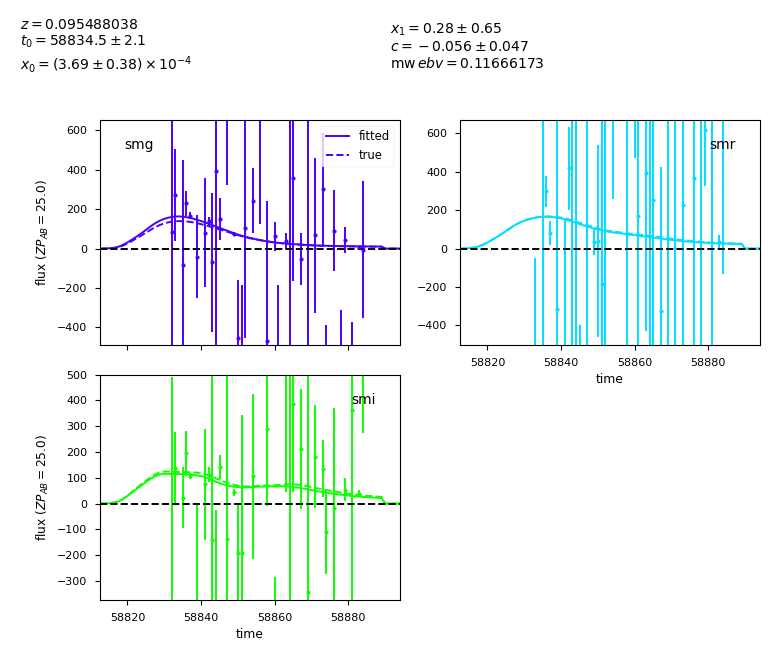 z = 0.095488038
t₀ = 58834.5 ± 2.1
x₀ = (3.69 ± 0.38) × 10⁻⁴
x₁ = 0.28 ± 0.65
c = −0.056 ± 0.047
mw ebv = 0.11666173
smg
fitted
true
600
400
200
0
−200
−400
flux (ZP_AB = 25.0)
smr
600
400
200
0
−200
−400
58820 58840 58860 58880
time
smi
500
400
300
200
100
0
−100
−200
−300
flux (ZP_AB = 25.0)
58820 58840 58860 58880
time